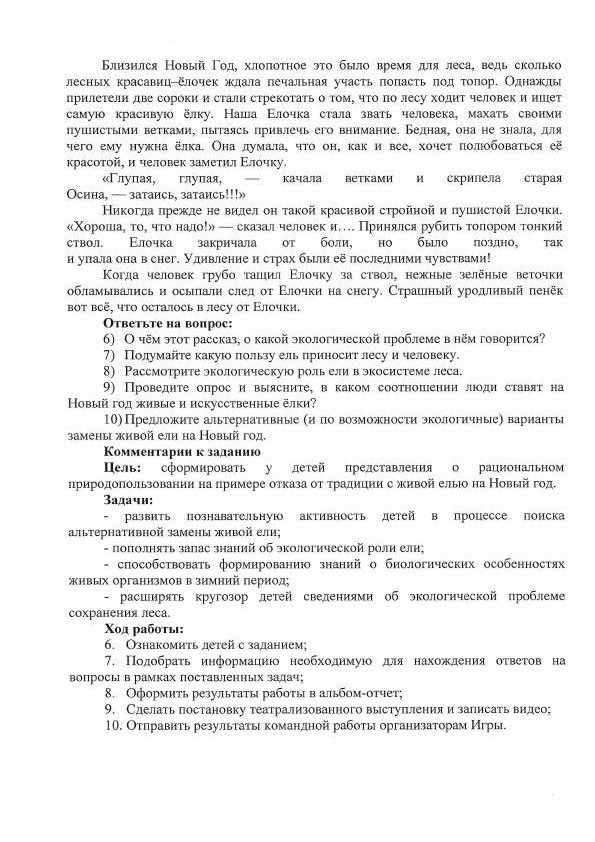 Близился Новый Год, хлопотное это было время для леса, ведь сколько
лесных красавиц–ёлочек ждала печальная участь попасть под топор. Однажды
прилетели две сороки и стали стрекотать о том, что по лесу ходит человек и ищет
самую красивую ёлку. Наша Елочка стала звать человека, махать своими
пушистыми ветками, пытаясь привлечь его внимание. Бедная, она не знала, для
чего ему нужна ёлка. Она думала, что он, как и все, хочет полюбоваться её
красотой, и человек заметил Елочку.
«Глупая, глупая, — качала ветками и скрипела старая
Осина, — затаись, затаись!!!»
Никогда прежде не видел он такой красивой стройной и пушистой Елочки.
«Хороша, то, что надо!» — сказал человек и…. Принялся рубить топором тонкий
ствол. Елочка закричала от боли, но было поздно, так
и упала она в снег. Удивление и страх были её последними чувствами!
Когда человек грубо тащил Елочку за ствол, нежные зелёные веточки
обламывались и осыпали след от Елочки на снегу. Страшный уродливый пенёк
вот всё, что осталось в лесу от Елочки.
Ответьте на вопрос:
6) О чём этот рассказ, о какой экологической проблеме в нём говорится?
7) Подумайте какую пользу ель приносит лесу и человеку.
8) Рассмотрите экологическую роль ели в экосистеме леса.
9) Проведите опрос и выясните, в каком соотношении люди ставят на
Новый год живые и искусственные ёлки?
10) Предложите альтернативные (и по возможности экологичные) варианты
замены живой ели на Новый год.
Комментарии к заданию
Цель: сформировать у детей представления о рациональном
природопользовании на примере отказа от традиции с живой елью на Новый год.
Задачи:
- развить познавательную активность детей в процессе поиска
альтернативной замены живой ели;
- пополнять запас знаний об экологической роли ели;
- способствовать формированию знаний о биологических особенностях
живых организмов в зимний период;
- расширять кругозор детей сведениями об экологической проблеме
сохранения леса.
Ход работы:
6. Ознакомить детей с заданием;
7. Подобрать информацию необходимую для нахождения ответов на
вопросы в рамках поставленных задач;
8. Оформить результаты работы в альбом-отчет;
9. Сделать постановку театрализованного выступления и записать видео;
10. Отправить результаты командной работы организаторам Игры.